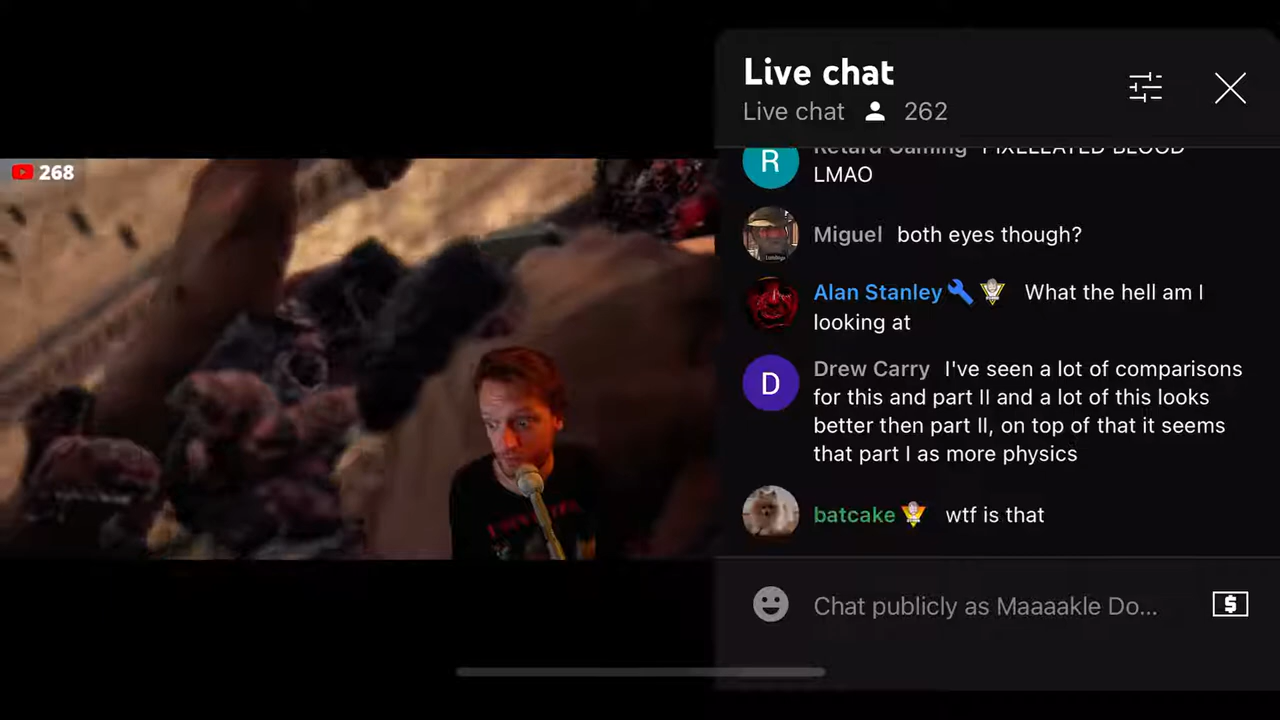 Live chat
Live chat 262
268
Retard Gaming PIXELLATED BLOOD
LMAO
Miguel both eyes though?
Alan Stanley What the hell am I
looking at
D
Drew Carry I've seen a lot of comparisons
for this and part II and a lot of this looks
better then part II, on top of that it seems
that part I as more physics
batcake wtf is that
Chat publicly as Maaaakle Do...
R
$